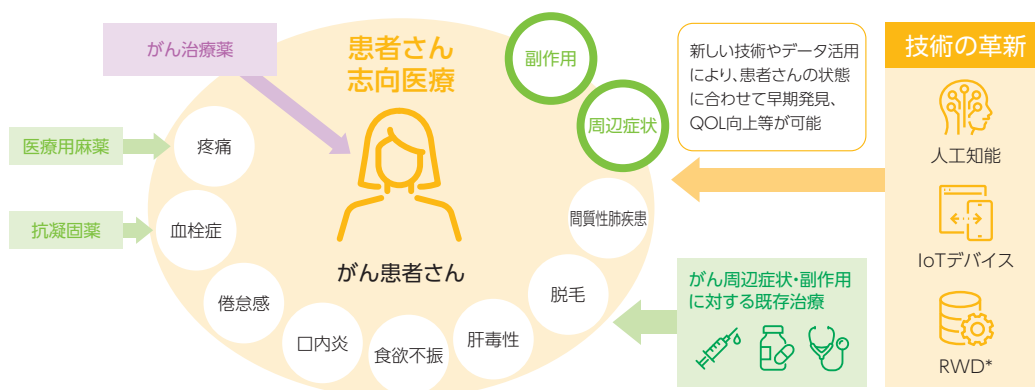 がん治療薬
患者さん
志向医療
副作用
周辺症状
新しい技術やデータ活用
により、患者さんの状態
に合わせて早期発見、
QOL向上等が可能
技術の革新
人工知能
IoTデバイス
RWD*
医療用麻薬
疼痛
抗凝固薬
血栓症
がん患者さん
間質性肺疾患
倦怠感
口内炎
食欲不振
肝毒性
脱毛
がん周辺症状・副作用
に対する既存治療